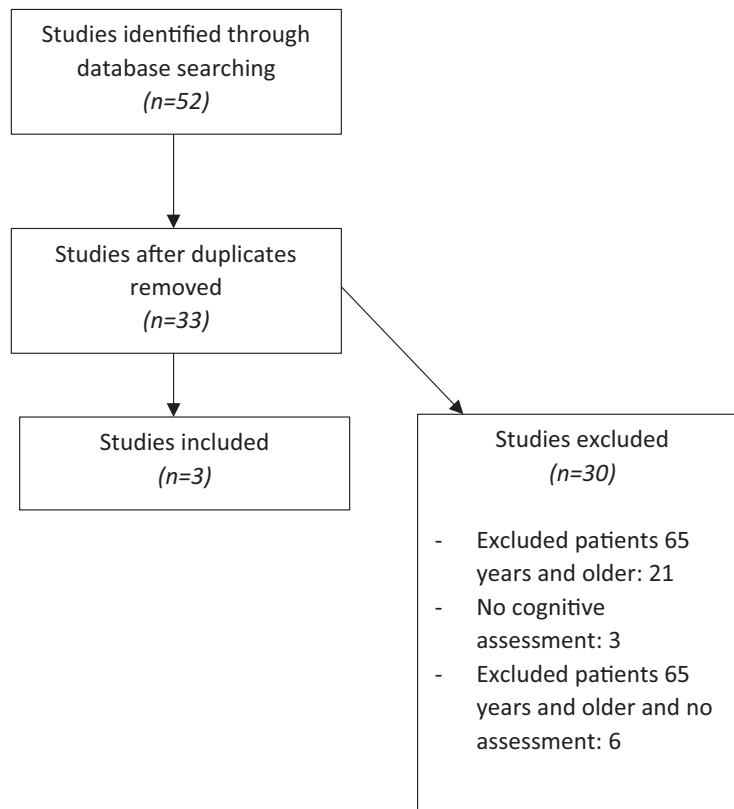 Studies identified through
database searching
(n=52)
Studies after duplicates
removed
(n=33)
Studies included
(n=3)
Studies excluded
(n=30)
- Excluded patients 65
years and older: 21
- No cognitive
assessment: 3
- Excluded patients 65
years and older and no
assessment: 6